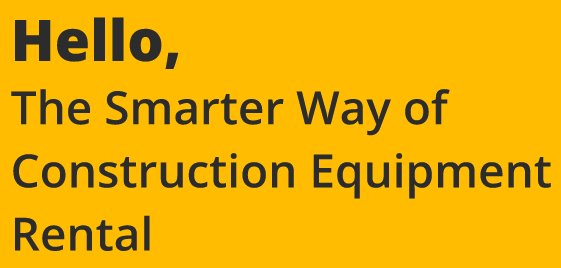 Hello,
The Smarter Way of
Construction Equipment
Rental